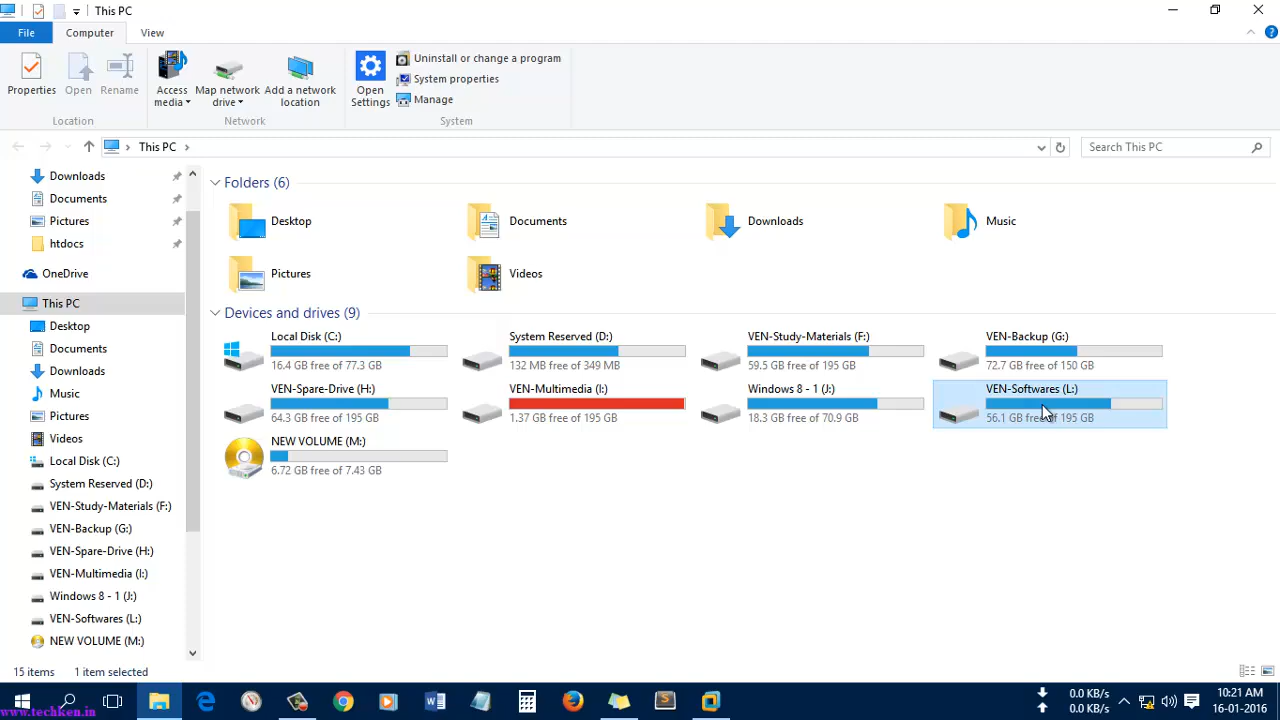 This PC
File Computer View
Properties Open Rename Access media Map network drive Add a network location Open Settings Uninstall or change a program
System properties
Manage
Location Network System
This PC Search This PC
Downloads
Documents
Pictures
htdocs
OneDrive
This PC
Desktop
Documents
Downloads
Music
Pictures
Videos
Local Disk (C:)
System Reserved (D:)
VEN-Study-Materials (F:)
VEN-Backup (G:)
VEN-Spare-Drive (H:)
VEN-Multimedia (I:)
Windows 8 - 1 (J:)
VEN-Softwares (L:)
NEW VOLUME (M:)
Folders (6)
Desktop Documents Downloads Music
Pictures Videos
Devices and drives (9)
Local Disk (C:) System Reserved (D:) VEN-Study-Materials (F:) VEN-Backup (G:)
16.4 GB free of 77.3 GB 132 MB free of 349 MB 59.5 GB free of 195 GB 72.7 GB free of 150 GB
VEN-Spare-Drive (H:) VEN-Multimedia (I:) Windows 8 - 1 (J:) VEN-Softwares (L:)
64.3 GB free of 195 GB 1.37 GB free of 195 GB 18.3 GB free of 70.9 GB 56.1 GB free of 195 GB
NEW VOLUME (M:)
6.72 GB free of 7.43 GB
15 items 1 item selected
0.0 KB/s 10:21 AM
0.0 KB/s 16-01-2016
www.techken.in